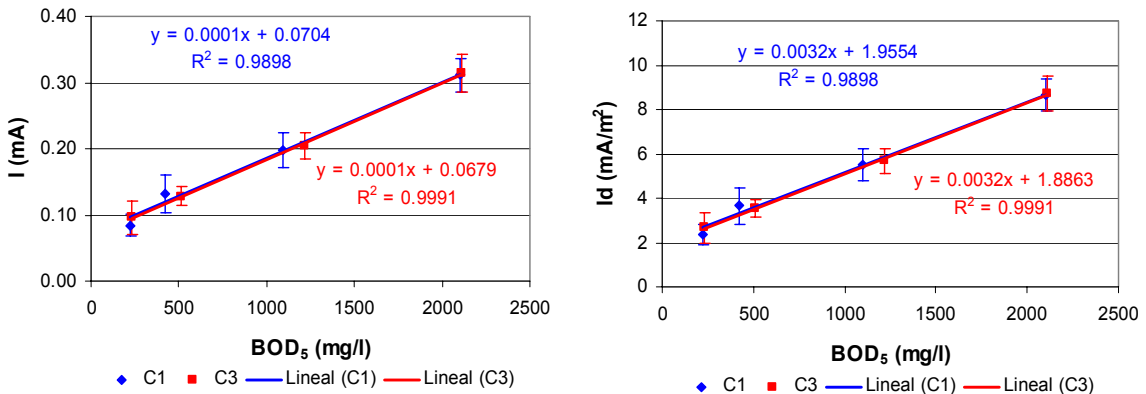 0.40
0.30
0.20
0.10
0.00
I (mA)
y = 0.0001x + 0.0704
R² = 0.9898
y = 0.0001x + 0.0679
R² = 0.9991
0 500 1000 1500 2000 2500
BOD₅ (mg/l)
C1 C3 Lineal (C1) Lineal (C3)
12
10
8
6
4
2
0
Id (mA/m²)
y = 0.0032x + 1.9554
R² = 0.9898
y = 0.0032x + 1.8863
R² = 0.9991
0 500 1000 1500 2000 2500
BOD₅ (mg/l)
C1 C3 Lineal (C1) Lineal (C3)